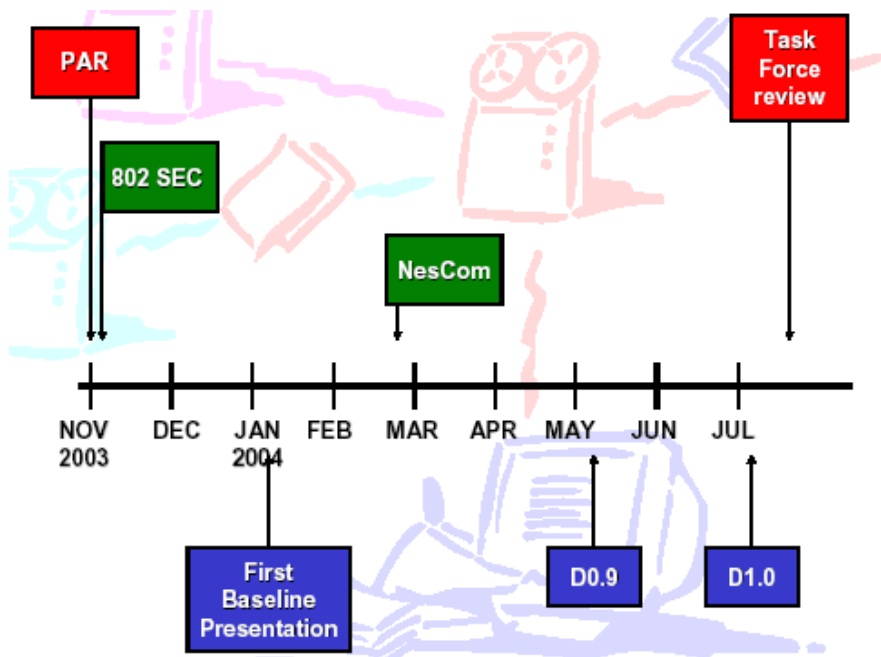 PAR
Task
Force
review
802 SEC
NesCom
NOV DEC JAN FEB MAR APR MAY JUN JUL
2003 2004
First
Baseline
Presentation
D0.9
D1.0